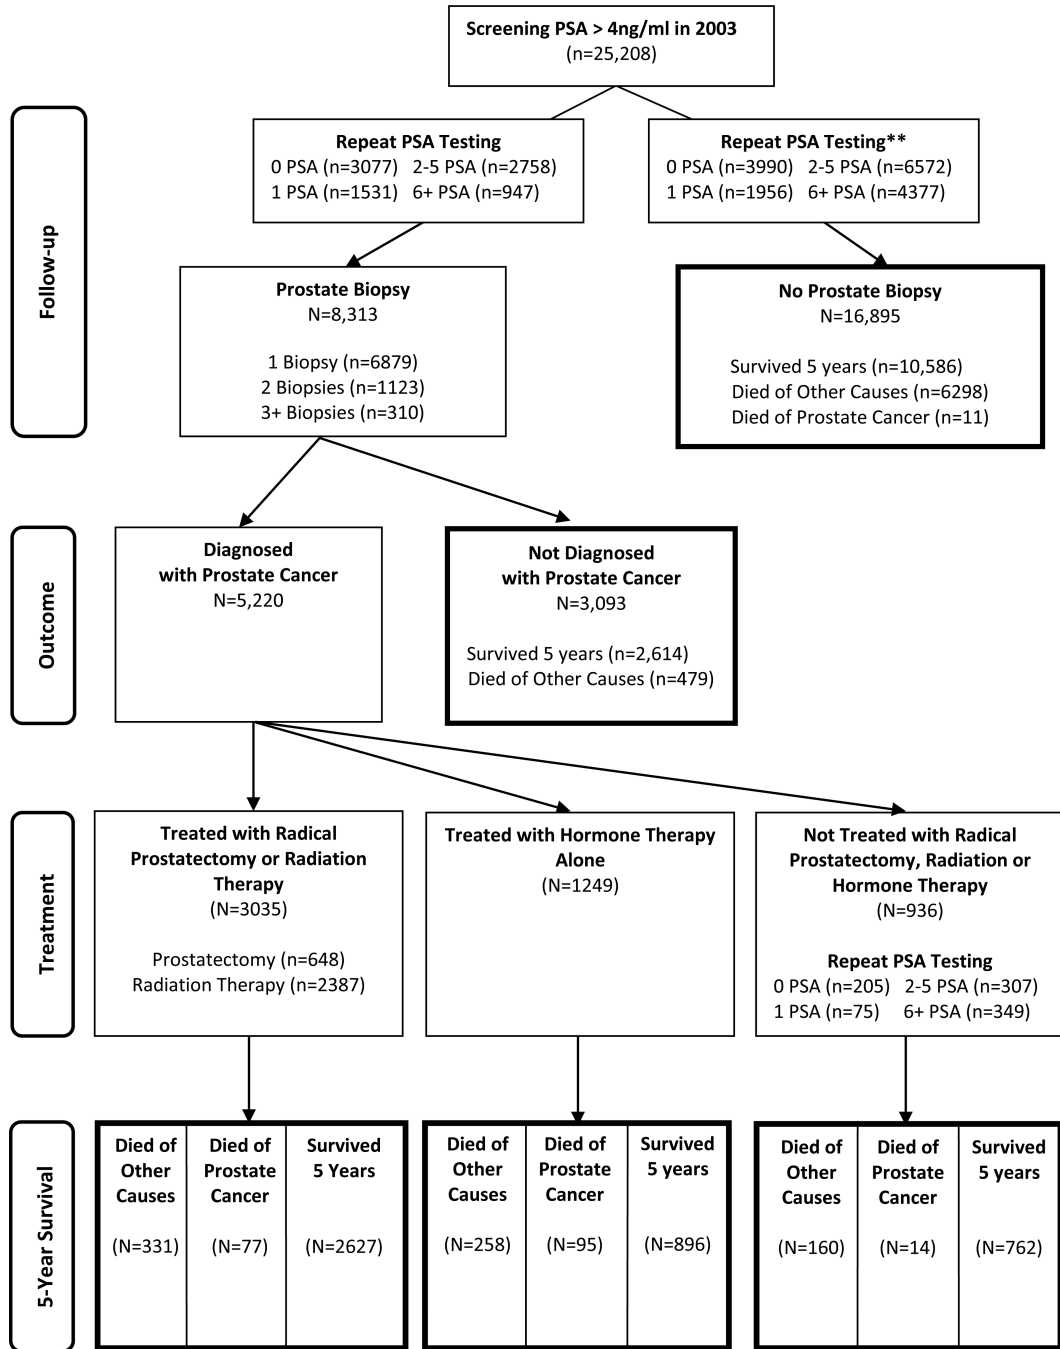 Screening PSA > 4ng/ml in 2003
(n=25,208)
Follow-up
Repeat PSA Testing
0 PSA (n=3077) 2-5 PSA (n=2758)
1 PSA (n=1531) 6+ PSA (n=947)
Repeat PSA Testing**
0 PSA (n=3990) 2-5 PSA (n=6572)
1 PSA (n=1956) 6+ PSA (n=4377)
Prostate Biopsy
N=8,313
1 Biopsy (n=6879)
2 Biopsies (n=1123)
3+ Biopsies (n=310)
No Prostate Biopsy
N=16,895
Survived 5 years (n=10,586)
Died of Other Causes (n=6298)
Died of Prostate Cancer (n=11)
Outcome
Diagnosed
with Prostate Cancer
N=5,220
Not Diagnosed
with Prostate Cancer
N=3,093
Survived 5 years (n=2,614)
Died of Other Causes (n=479)
Treatment
Treated with Radical
Prostatectomy or Radiation
Therapy
(N=3035)
Prostatectomy (n=648)
Radiation Therapy (n=2387)
Treated with Hormone Therapy
Alone
(N=1249)
Not Treated with Radical
Prostatectomy, Radiation or
Hormone Therapy
(N=936)
Repeat PSA Testing
0 PSA (n=205) 2-5 PSA (n=307)
1 PSA (n=75) 6+ PSA (n=349)
5-Year Survival
Died of
Other
Causes
(N=331)
Died of
Prostate
Cancer
(N=77)
Survived
5 Years
(N=2627)
Died of
Other
Causes
(N=258)
Died of
Prostate
Cancer
(N=95)
Survived
5 years
(N=896)
Died of
Other
Causes
(N=160)
Died of
Prostate
Cancer
(N=14)
Survived
5 years
(N=762)